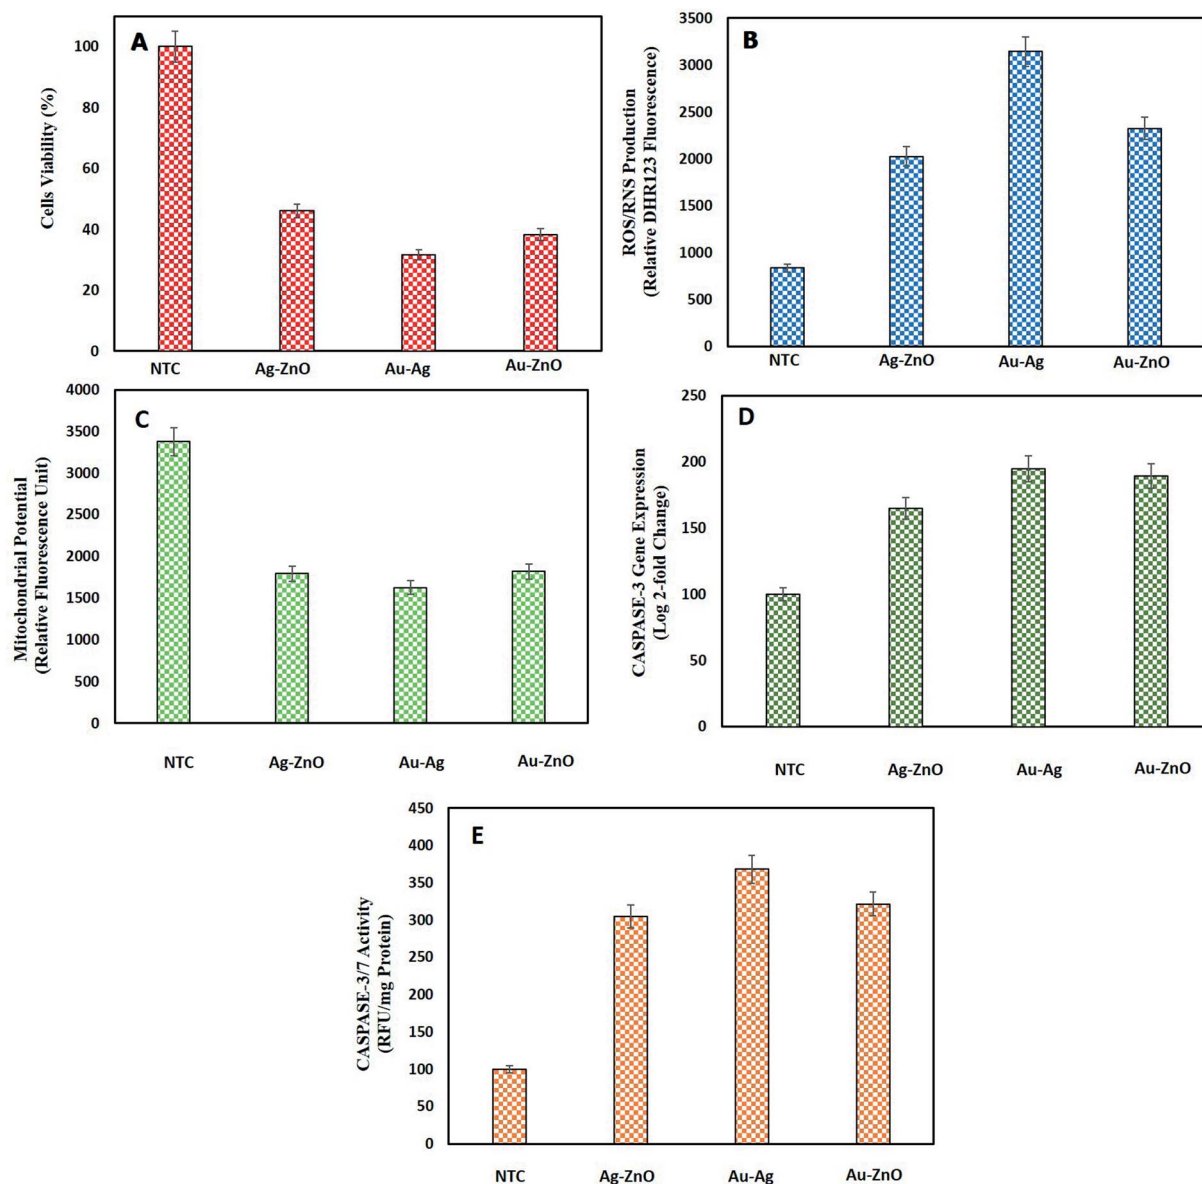 A
Cells Viability (%)
100
80
60
40
20
0
NTC
Ag-ZnO
Au-Ag
Au-ZnO
B
ROS/RNS Production
(Relative DHR123 Fluorescence)
3500
3000
2500
2000
1500
1000
500
0
NTC
Ag-ZnO
Au-Ag
Au-ZnO
C
Mitochondrial Potential
(Relative Fluorescence Unit)
4000
3500
3000
2500
2000
1500
1000
500
0
NTC
Ag-ZnO
Au-Ag
Au-ZnO
D
CASPASE-3 Gene Expression
(Log 2-fold Change)
250
200
150
100
50
0
NTC
Ag-ZnO
Au-Ag
Au-ZnO
E
CASPASE-3/7 Activity
(RFU/mg Protein)
450
400
350
300
250
200
150
100
50
0
NTC
Ag-ZnO
Au-Ag
Au-ZnO